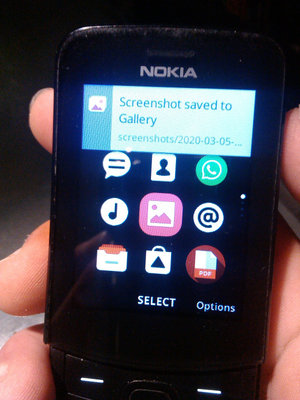 NOKIA
Screenshot saved to
Gallery
screenshots/2020-03-05-...
@
PDF
SELECT
Options